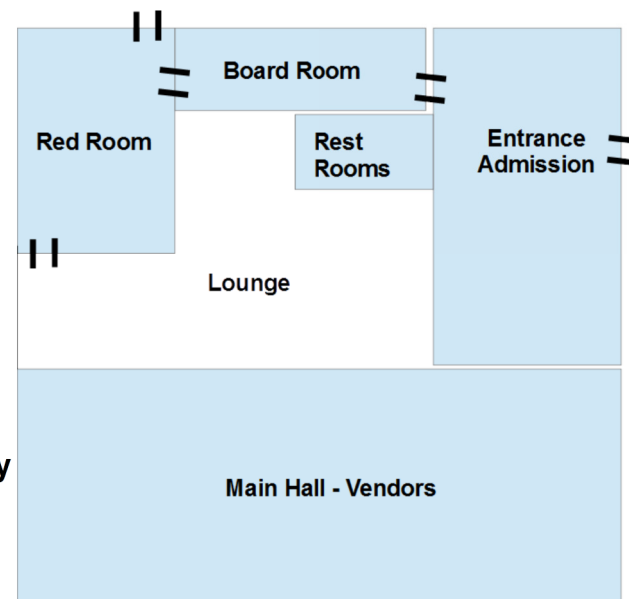 Board Room
Red Room
Rest
Rooms
Entrance
Admission
Lounge
y
Main Hall - Vendors